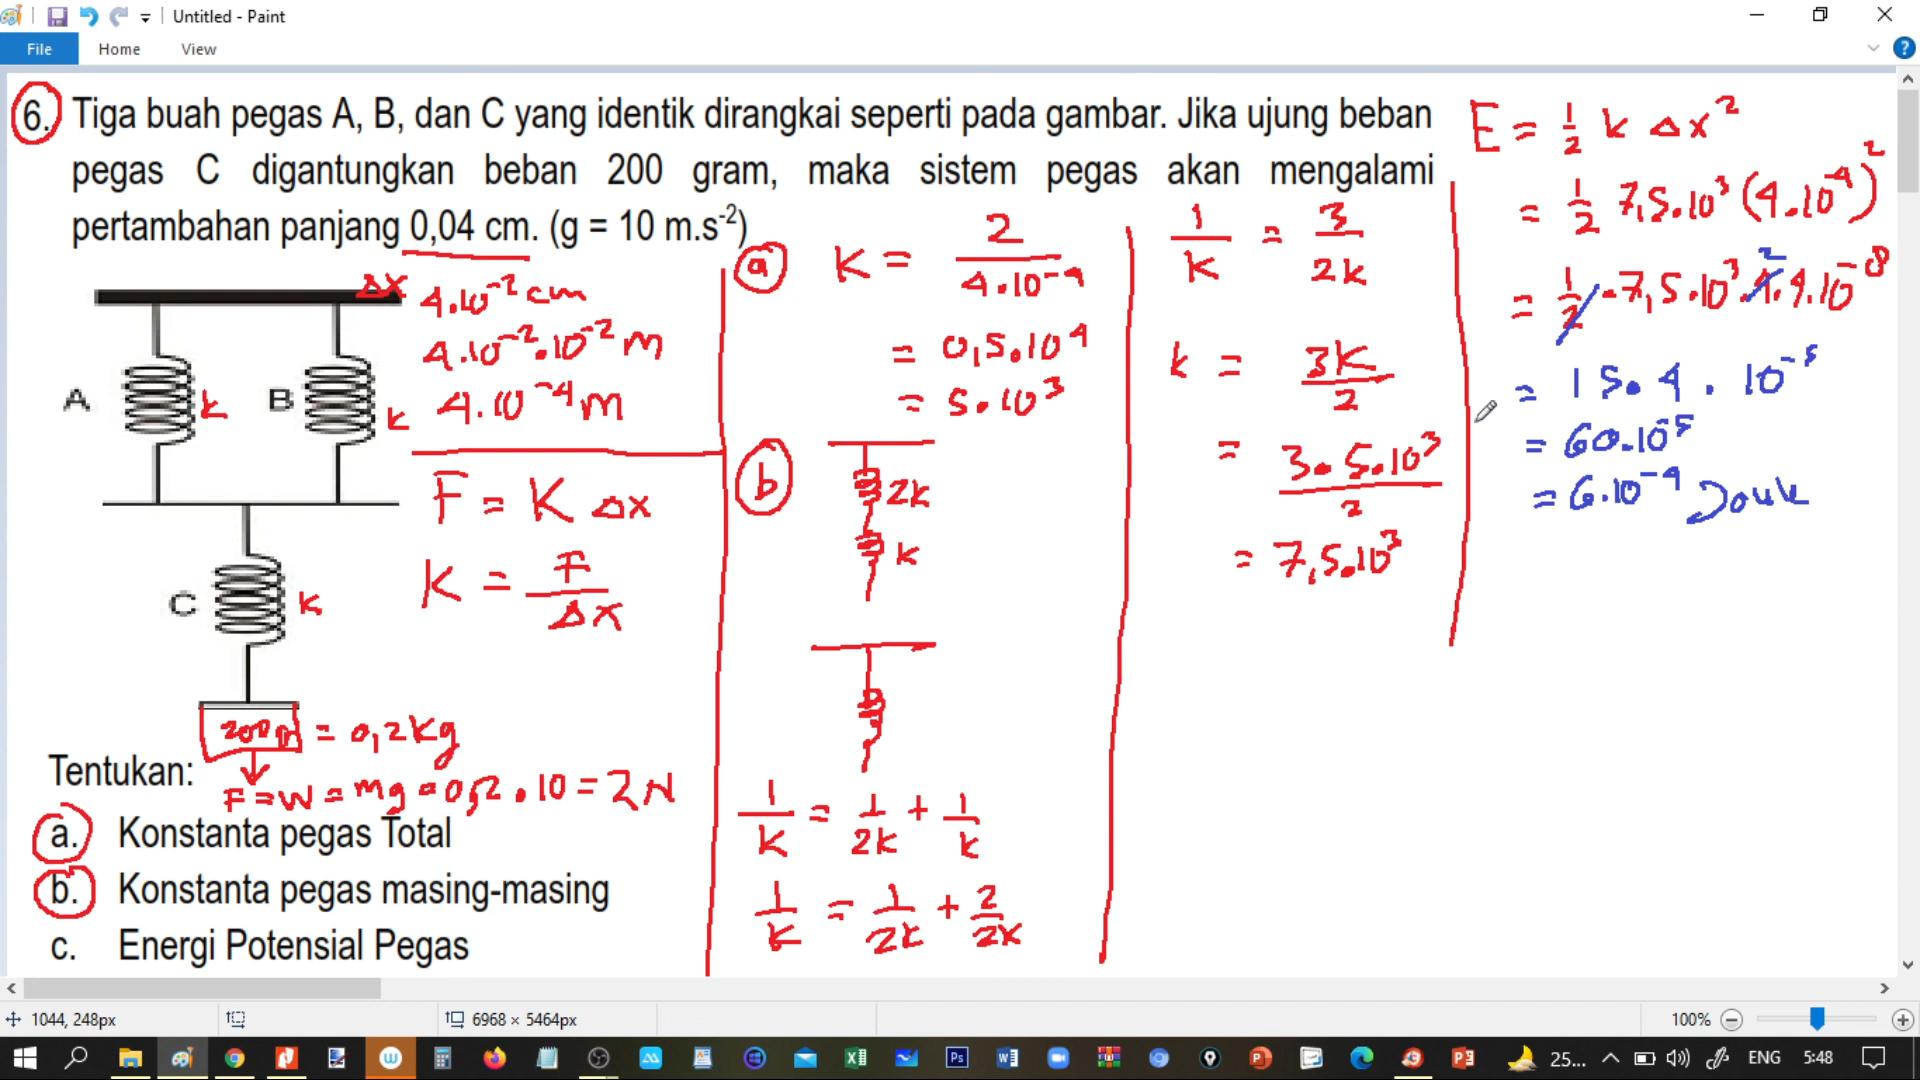 Untitled - Paint
File Home View
6. Tiga buah pegas A, B, dan C yang identik dirangkai seperti pada gambar. Jika ujung beban
pegas C digantungkan beban 200 gram, maka sistem pegas akan mengalami
pertambahan panjang 0,04 cm. (g = 10 m.s⁻²)
Δx 4.10⁻² cm
4.10⁻².10⁻² m
4.10⁻⁴ m
A k B k
F = K Δx
K = F/Δx
C k
= 0,2 kg
F = W = mg = 0,2 . 10 = 2 N
Tentukan:
a. Konstanta pegas Total
b. Konstanta pegas masing-masing
c. Energi Potensial Pegas
a K = 2/4.10⁻⁴
= 0,5.10⁴
= 5.10³
b
2k
k
1/K = 1/2k + 1/k
1/K = 1/2k + 2/2k
1/K = 3/2k
k = 3K/2
= 3.5.10³/2
= 7,5.10³
E = 1/2 k Δx²
= 1/2 7,5.10³ (4.10⁻⁴)²
= 1/2 . 7,5.10³ . 4.4.10⁻⁸
2
= 15.4 . 10⁻⁵
= 60.10⁻⁵
= 6.10⁻⁴ Joule
1044, 248px
6968 × 5464px
100%
25... ENG 5:48